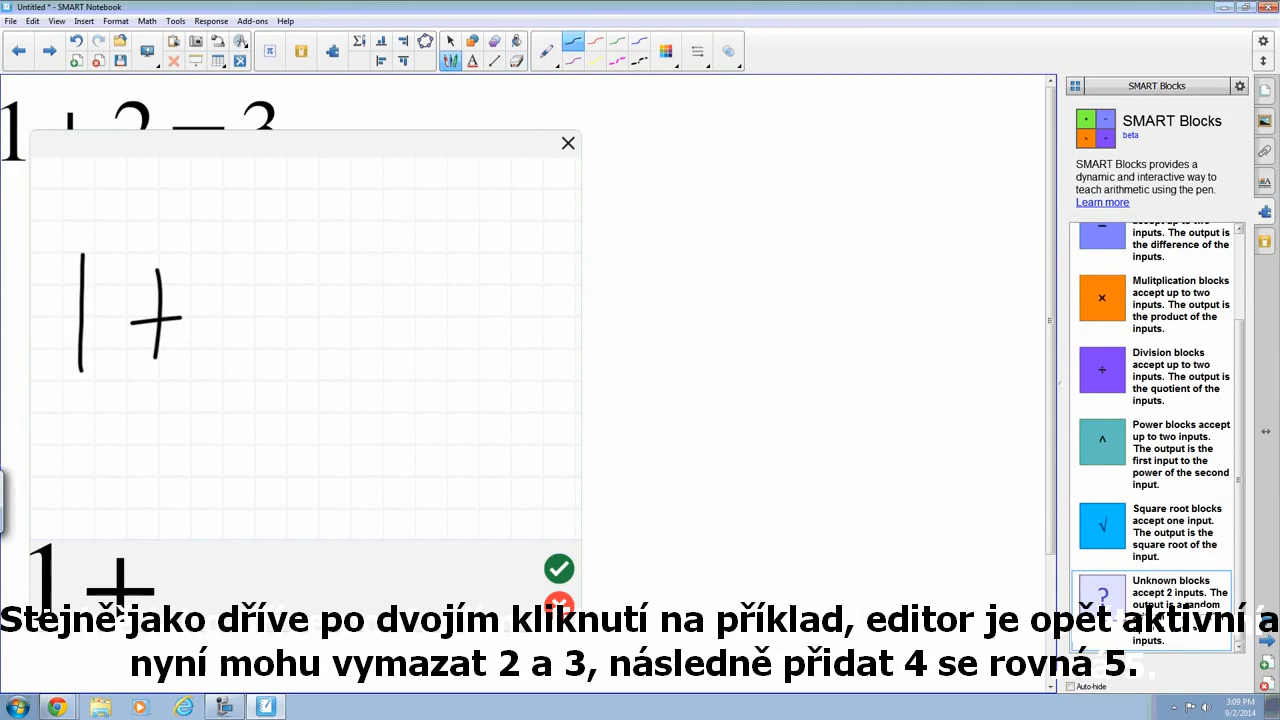 Untitled * - SMART Notebook
File Edit View Insert Format Math Tools Response Add-ons Help
1 + 2 = 3
1 +
1 +
SMART Blocks
SMART Blocks
beta
SMART Blocks provides a
dynamic and interactive way to
teach arithmetic using the pen.
Learn more
inputs. The output is
the difference of the
inputs.
Mulitplication blocks
accept up to two
inputs. The output is
the product of the
inputs.
Division blocks
accept up to two
inputs. The output is
the quotient of the
inputs.
Power blocks accept
up to two inputs.
The output is the
first input to the
power of the second
input.
Square root blocks
accept one input.
The output is the
square root of the
input.
Unknown blocks
accept 2 inputs. The
output is a random
inputs.
Auto-hide
Stejně jako dříve po dvojím kliknutí na příklad, editor je opět aktivní a
nyní mohu vymazat 2 a 3, následně přidat 4 se rovná 5.
3:09 PM
9/2/2014